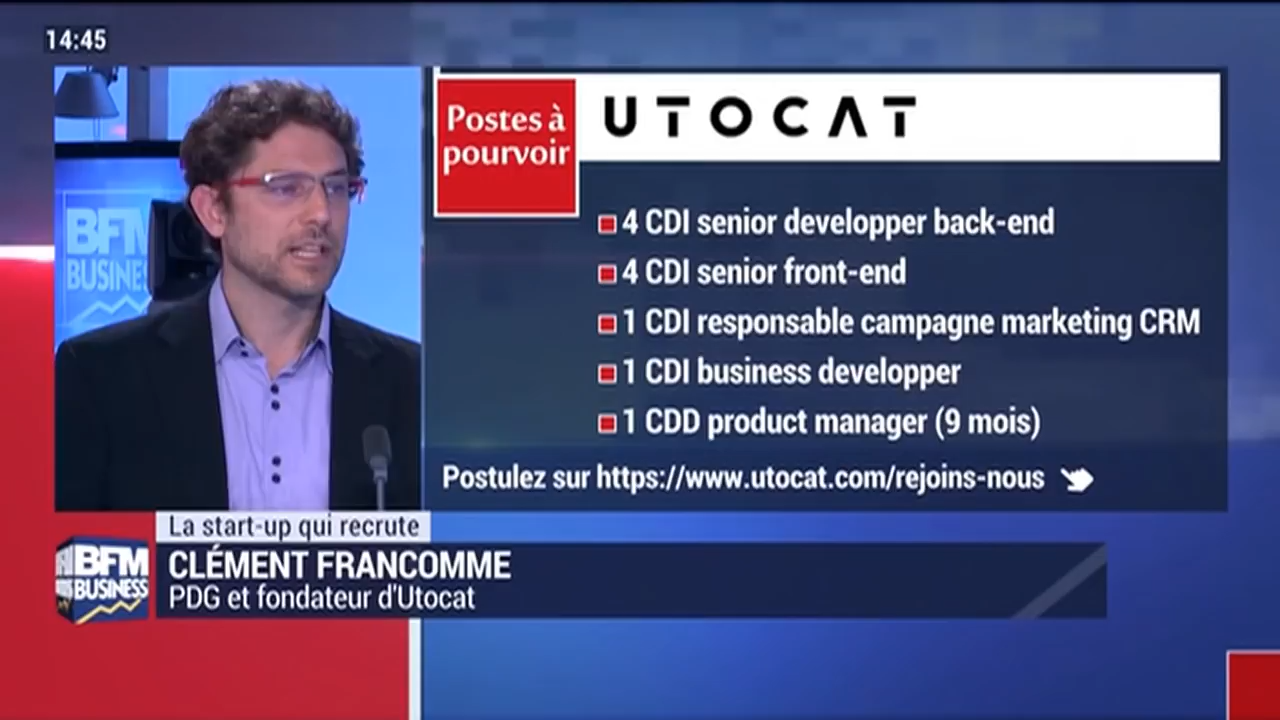 14:45
Postes à
pourvoir
UTOCAT
4 CDI senior developper back-end
4 CDI senior front-end
1 CDI responsable campagne marketing CRM
1 CDI business developper
1 CDD product manager (9 mois)
Postulez sur https://www.utocat.com/rejoins-nous
BFM
BUSINESS
La start-up qui recrute
CLÉMENT FRANCOMME
PDG et fondateur d'Utocat
BFM
BUSINESS